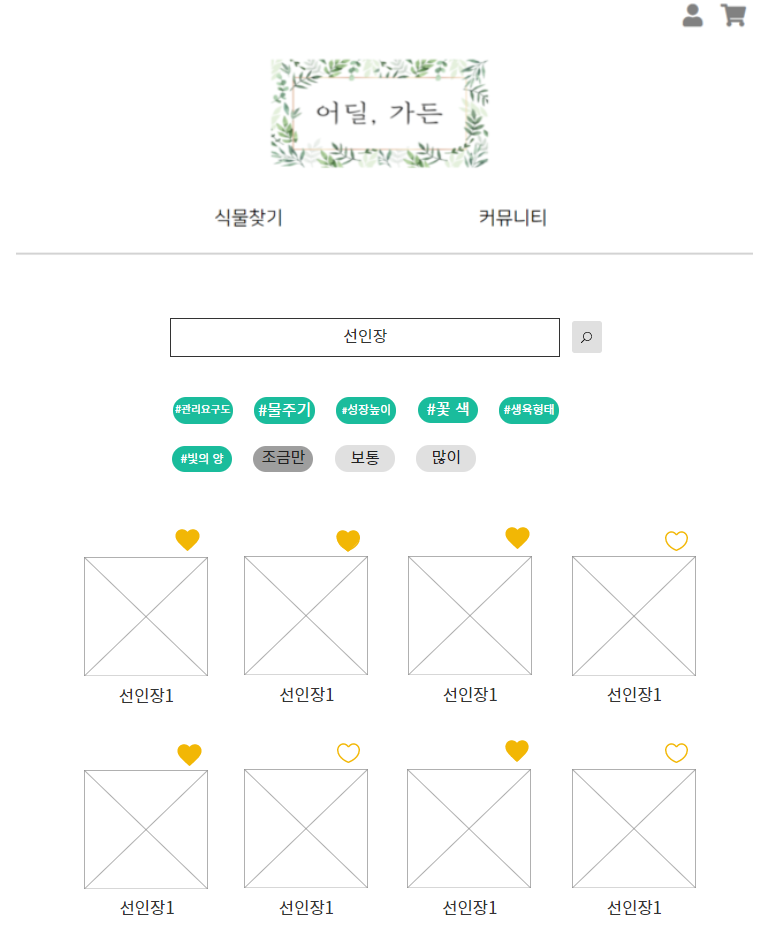 어딜, 가든
식물찾기 커뮤니티
선인장
#관리요구도 #물주기 #성장높이 #꽃 색 #생육형태
#빛의 양 조금만 보통 많이
선인장1 선인장1 선인장1 선인장1
선인장1 선인장1 선인장1 선인장1